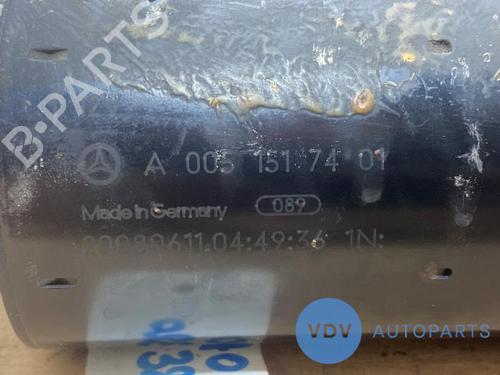 B-PARTS
A 005 151 74 01
Made in Germany 089
20080611.04:49:36 1N:
VDV AUTOPARTS